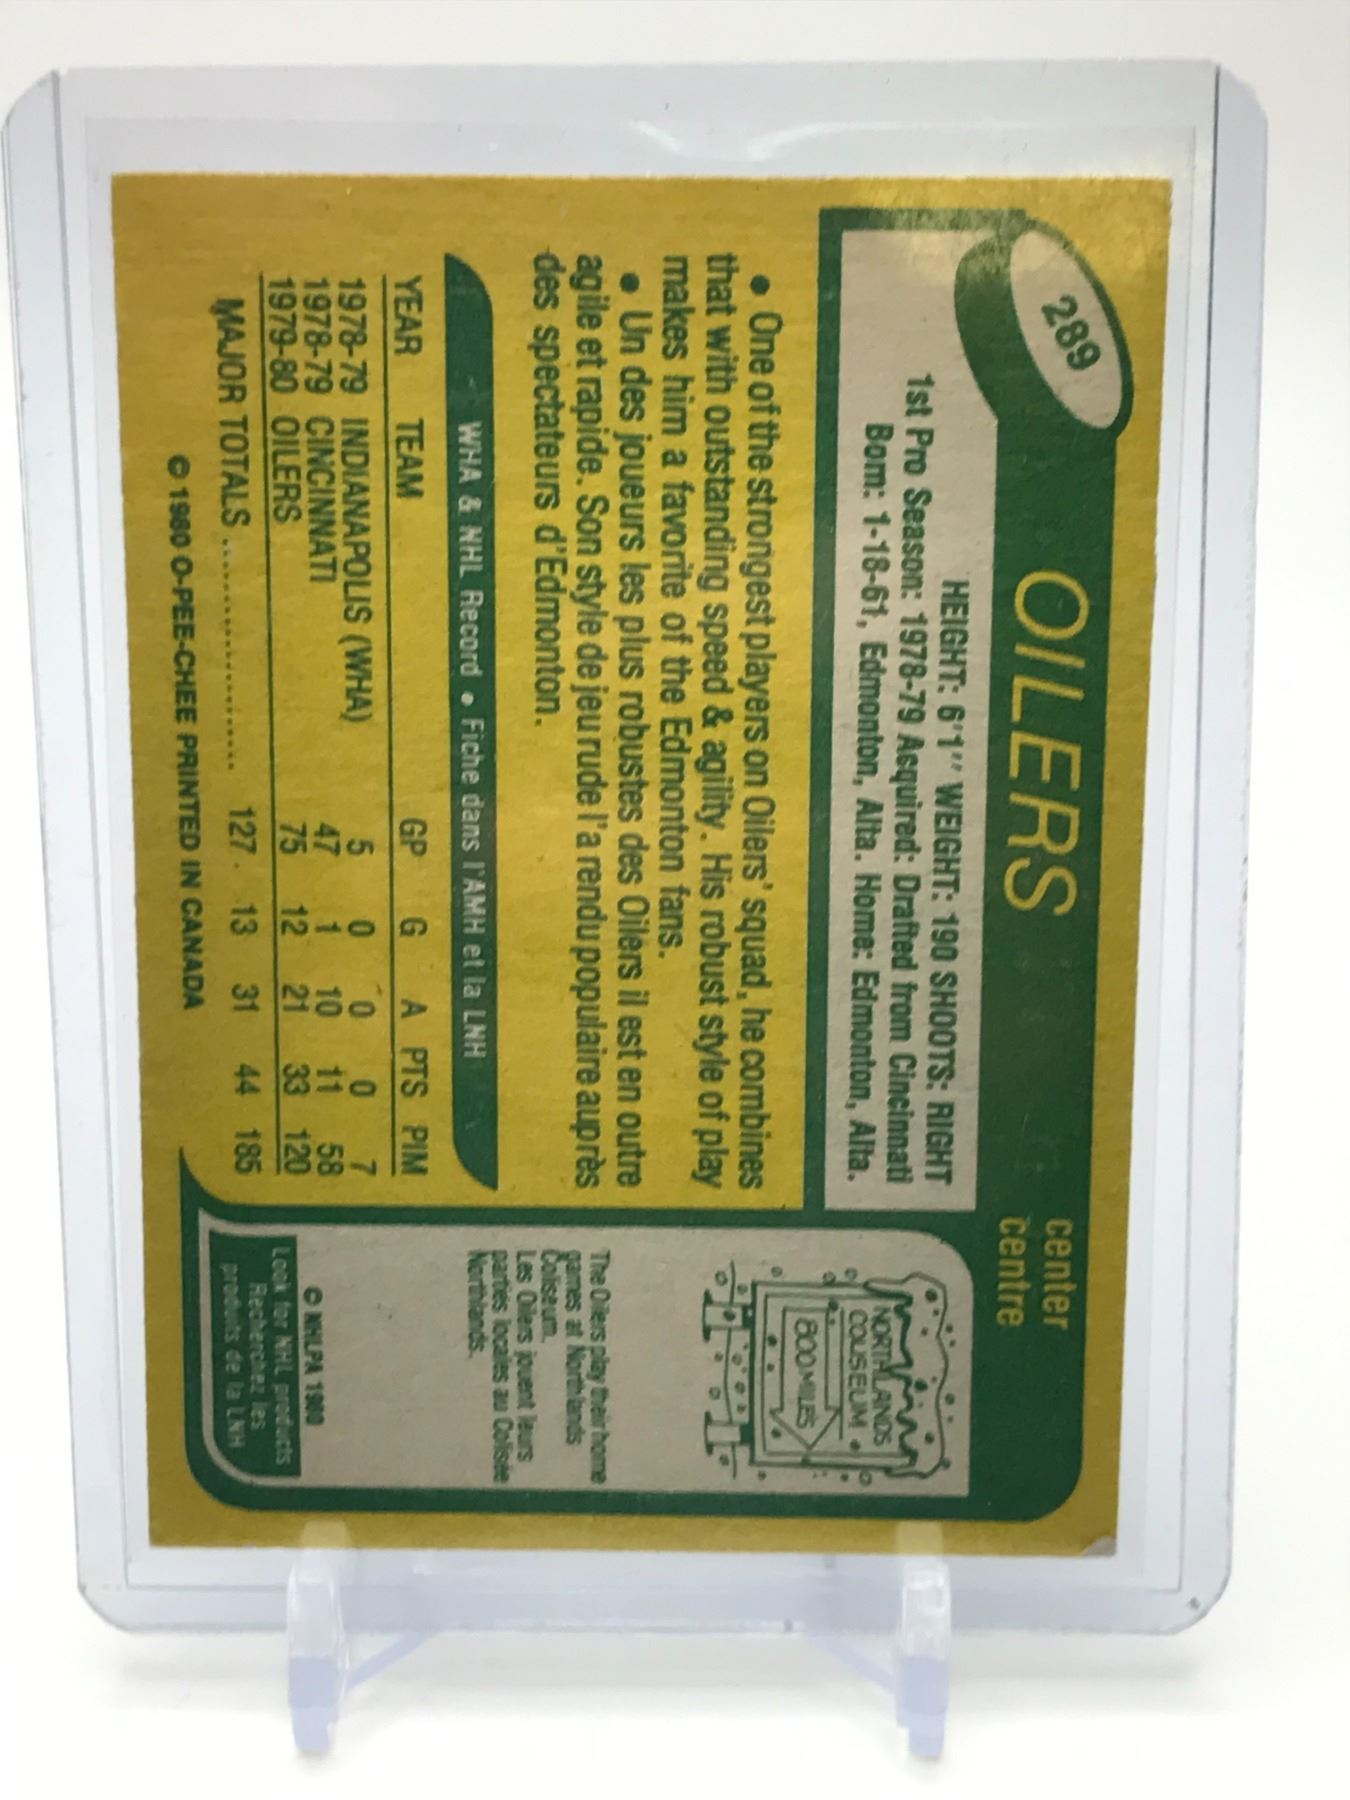 289
OILERS
center
centre
HEIGHT: 6'1" WEIGHT: 190 SHOOTS: RIGHT
1st Pro Season: 1978-79 Acquired: Drafted from Cincinnati
Born: 1-18-61, Edmonton, Alta. Home: Edmonton, Alta.
• One of the strongest players on Oilers' squad, he combines
that with outstanding speed & agility. His robust style of play
makes him a favorite of the Edmonton fans.
• Un des joueurs les plus robustes des Oilers il est en outre
agile et rapide. Son style de jeu rude l'a rendu populaire auprès
des spectateurs d'Edmonton.
WHA & NHL Record • Fiche dans l'AMH et la LNH
YEAR TEAM GP G A PTS PIM
1978-79 INDIANAPOLIS (WHA) 5 0 0 0 7
1978-79 CINCINNATI 47 1 10 11 58
1979-80 OILERS 75 12 21 33 120
MAJOR TOTALS .................. 127 13 31 44 185
© 1980 O-PEE-CHEE PRINTED IN CANADA
NORTHLANDS
COLISEUM
800 MILES
The Oilers play their home
games at Northlands
Coliseum.
Les Oilers jouent leurs
parties locales au Colisée
Northlands.
© NHLPA 1980
Look for NHL products
Recherchez les
produits de la LNH